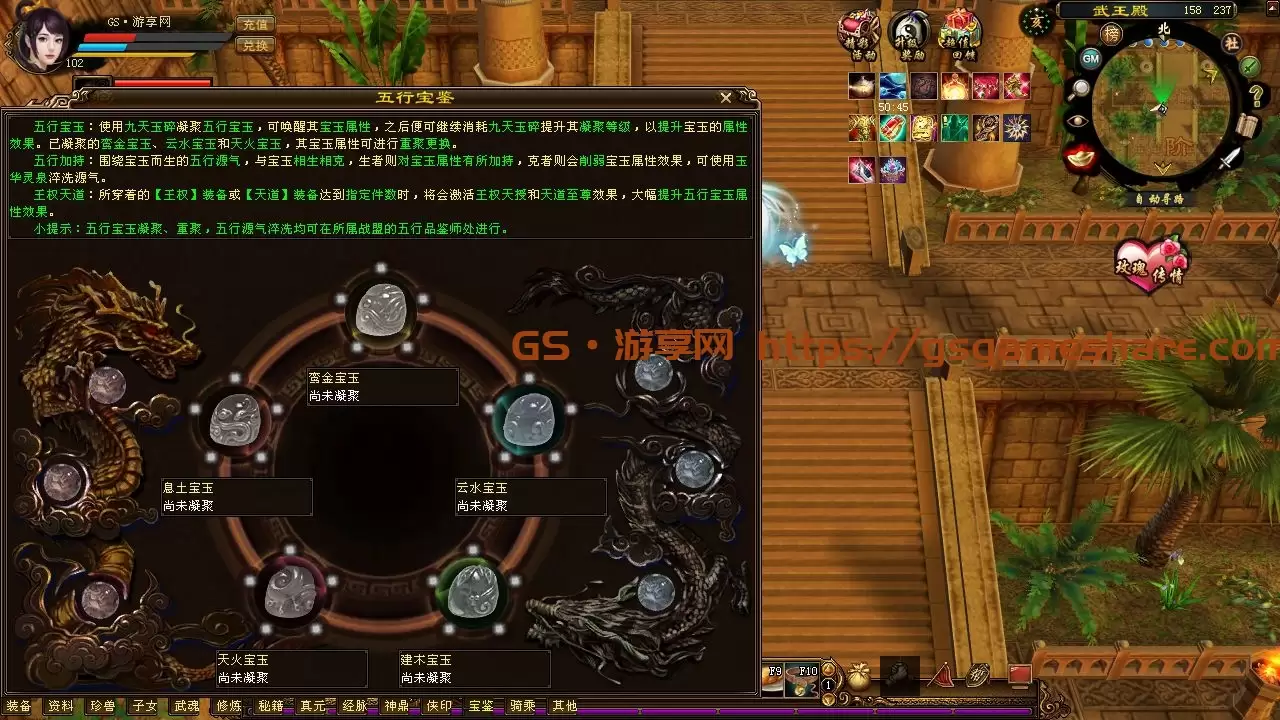 GS·游享网
充值
兑换
102
精彩活动
升级奖励
回馈
玄
武王殿 158 237
榜
北
社
GM
50:45
自动寻路
玫瑰传情
五行宝鉴
五行宝玉：使用九天玉碎凝聚五行宝玉，可唤醒其宝玉属性，之后便可继续消耗九天玉碎提升其凝聚等级，以提升宝玉的属性
效果。已凝聚的鸾金宝玉、云水宝玉和天火宝玉，其宝玉属性可进行重聚更换。
五行加持：围绕宝玉而生的五行源气，与宝玉相生相克，生者则对宝玉属性有所加持，克者则会削弱宝玉属性效果，可使用玉
华灵泉淬洗源气。
王权天道：所穿着的【王权】装备或【天道】装备达到指定件数时，将会激活王权天授和天道至尊效果，大幅提升五行宝玉属
性效果。
小提示：五行宝玉凝聚、重聚，五行源气淬洗均可在所属战盟的五行品鉴师处进行。
GS·游享网 https://gsgameshare.com
鸾金宝玉
尚未凝聚
息土宝玉
尚未凝聚
云水宝玉
尚未凝聚
天火宝玉
尚未凝聚
建术宝玉
尚未凝聚
F9
F10
1
装备 资料 珍兽 子女 武魂 修炼 经脉 神鼎 侠印 宝鉴 骑乘 其他